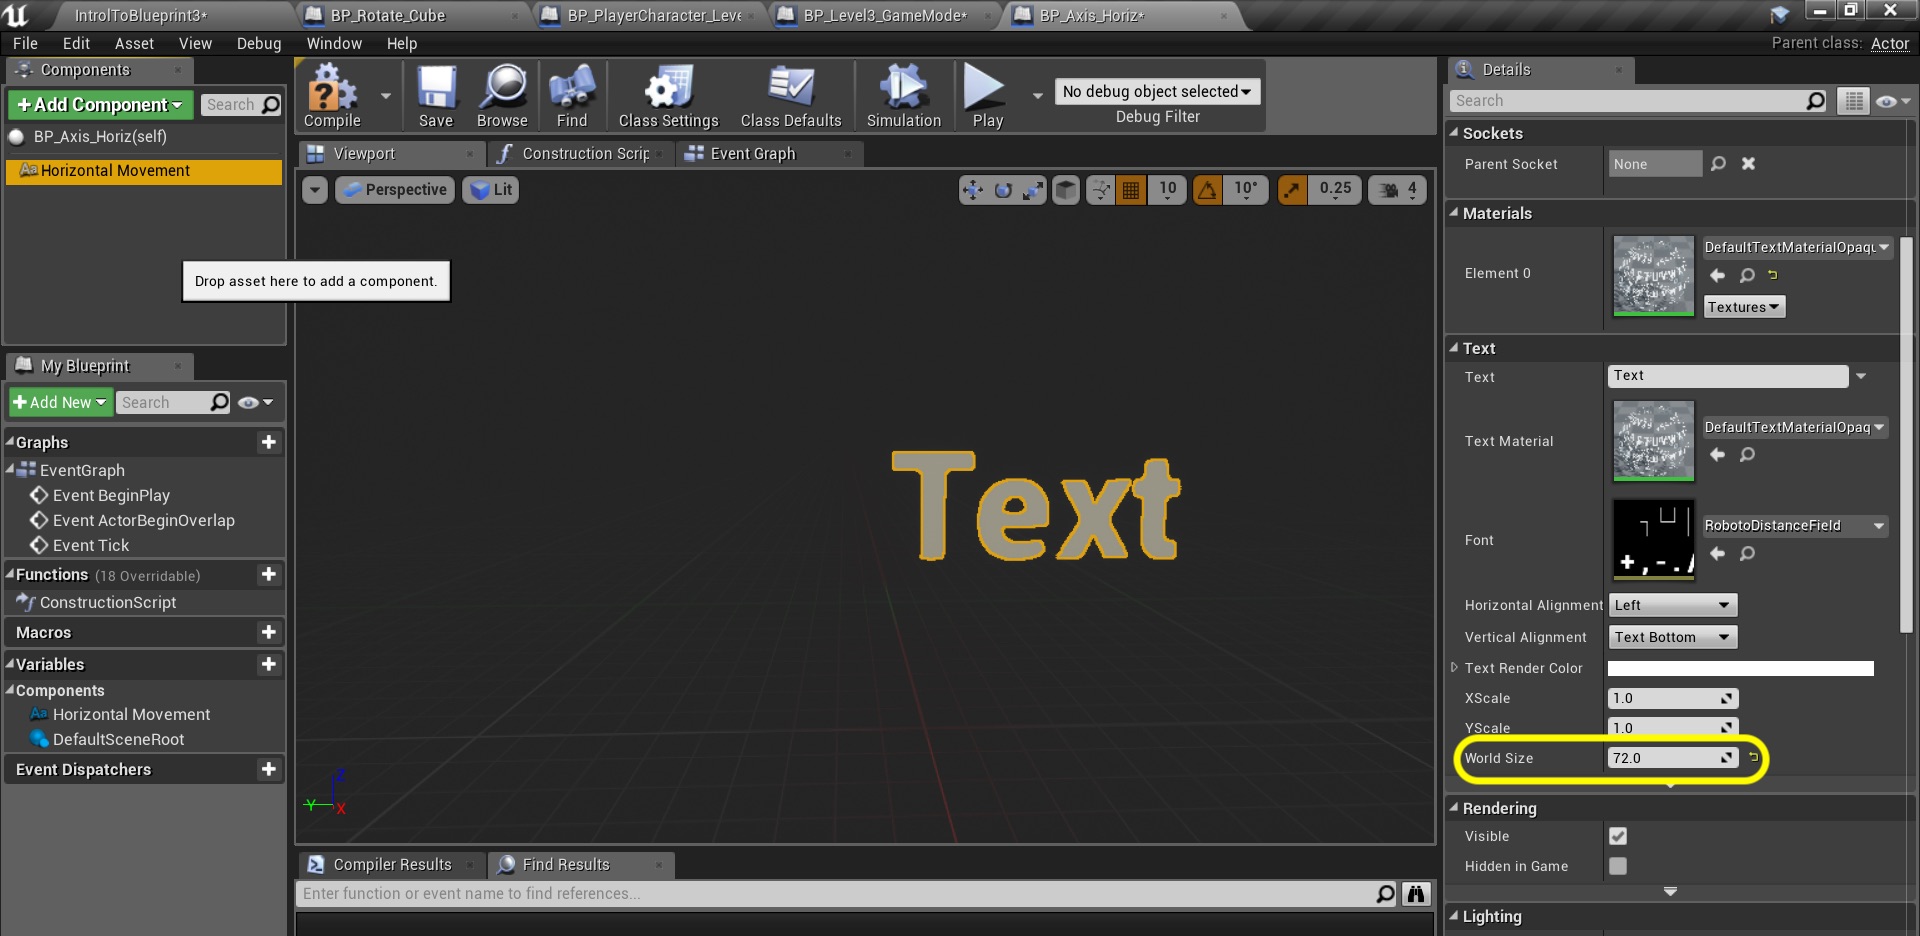 IntrolToBlueprint3*
BP_Rotate_Cube
BP_PlayerCharacter_Leve
BP_Level3_GameMode*
BP_Axis_Horiz*
File Edit Asset View Debug Window Help
Parent class: Actor
Components
+Add Component
Search
BP_Axis_Horiz(self)
Horizontal Movement
Drop asset here to add a component.
My Blueprint
+Add New
Search
Graphs
EventGraph
Event BeginPlay
Event ActorBeginOverlap
Event Tick
Functions (18 Overridable)
ConstructionScript
Macros
Variables
Components
Horizontal Movement
DefaultSceneRoot
Event Dispatchers
Compile
Save
Browse
Find
Class Settings
Class Defaults
Simulation
Play
No debug object selected
Debug Filter
Viewport
Construction Scrip
Event Graph
Perspective
Lit
10
10°
0.25
4
Text
Z
Y
X
Compiler Results
Find Results
Enter function or event name to find references...
Details
Search
Sockets
Parent Socket None
Materials
Element 0
DefaultTextMaterialOpaqu
Textures
Text
Text Text
Text Material
DefaultTextMaterialOpaq
Font
RobotoDistanceField
Horizontal Alignment Left
Vertical Alignment Text Bottom
Text Render Color
XScale 1.0
YScale 1.0
World Size 72.0
Rendering
Visible
Hidden in Game
Lighting